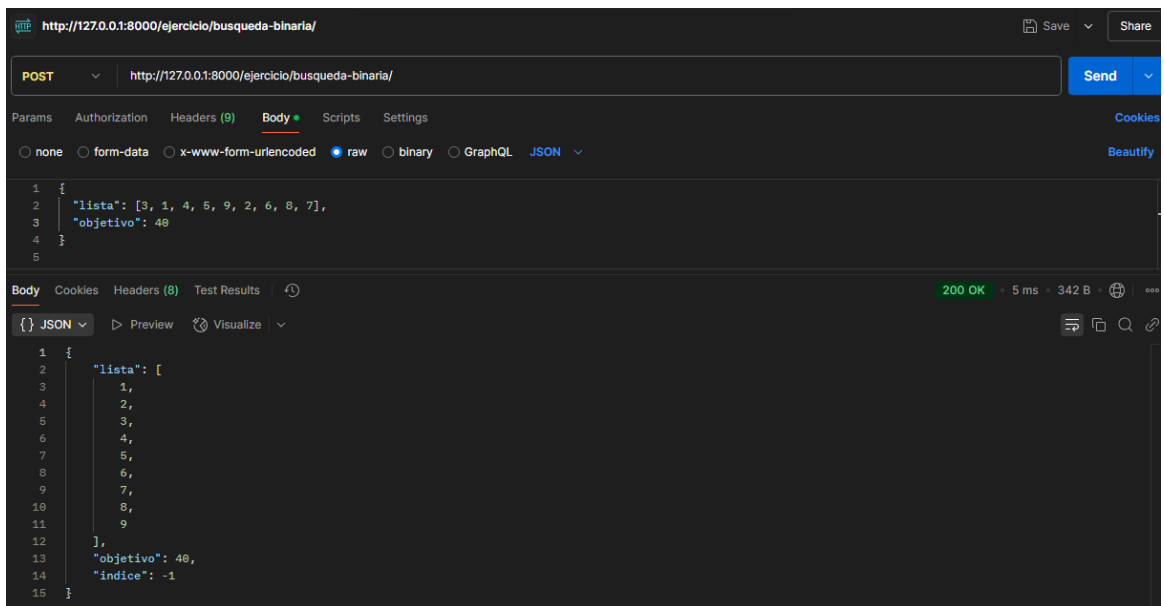 HTTP http://127.0.0.1:8000/ejercicio/busqueda-binaria/ Save Share
POST http://127.0.0.1:8000/ejercicio/busqueda-binaria/ Send
Params Authorization Headers (9) Body Scripts Settings Cookies
none form-data x-www-form-urlencoded raw binary GraphQL JSON Beautify
1 {
2 "lista": [3, 1, 4, 5, 9, 2, 6, 8, 7],
3 "objetivo": 40
4 }
5
Body Cookies Headers (8) Test Results 200 OK • 5 ms • 342 B •
{} JSON Preview Visualize
1 {
2 "lista": [
3 1,
4 2,
5 3,
6 4,
7 5,
8 6,
9 7,
10 8,
11 9
12 ],
13 "objetivo": 40,
14 "indice": -1
15 }